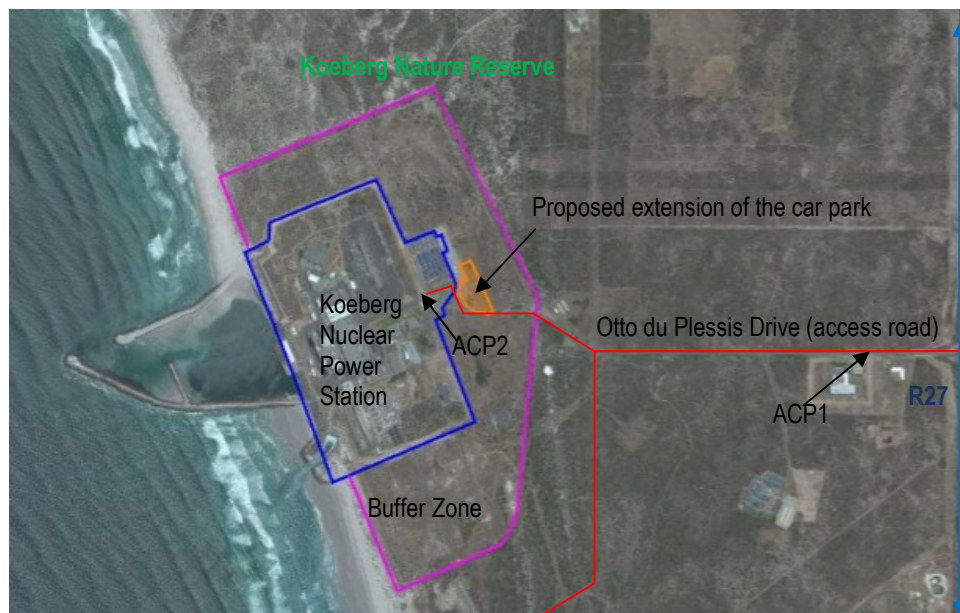 Koeberg Nature Reserve
Proposed extension of the car park
Koeberg
Nuclear
Power
Station
ACP2
Otto du Plessis Drive (access road)
ACP1
R27
Buffer Zone